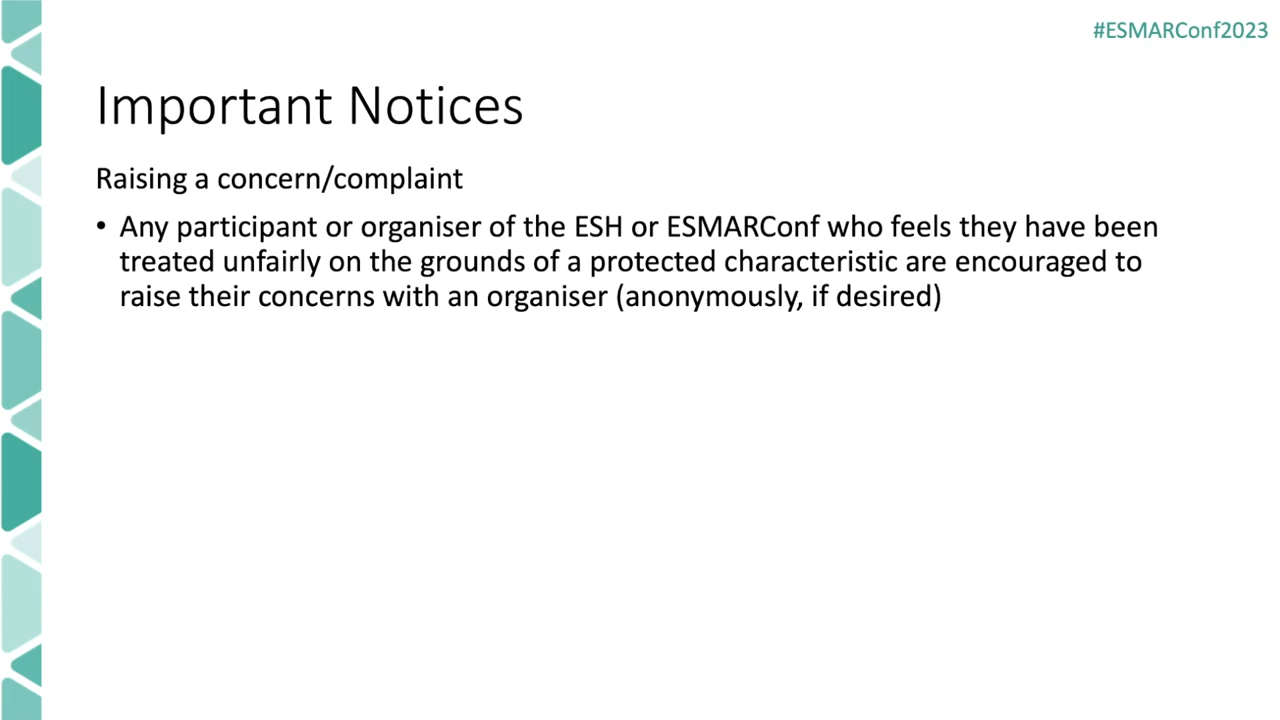 #ESMARConf2023
Important Notices
Raising a concern/complaint
• Any participant or organiser of the ESH or ESMARConf who feels they have been
treated unfairly on the grounds of a protected characteristic are encouraged to
raise their concerns with an organiser (anonymously, if desired)